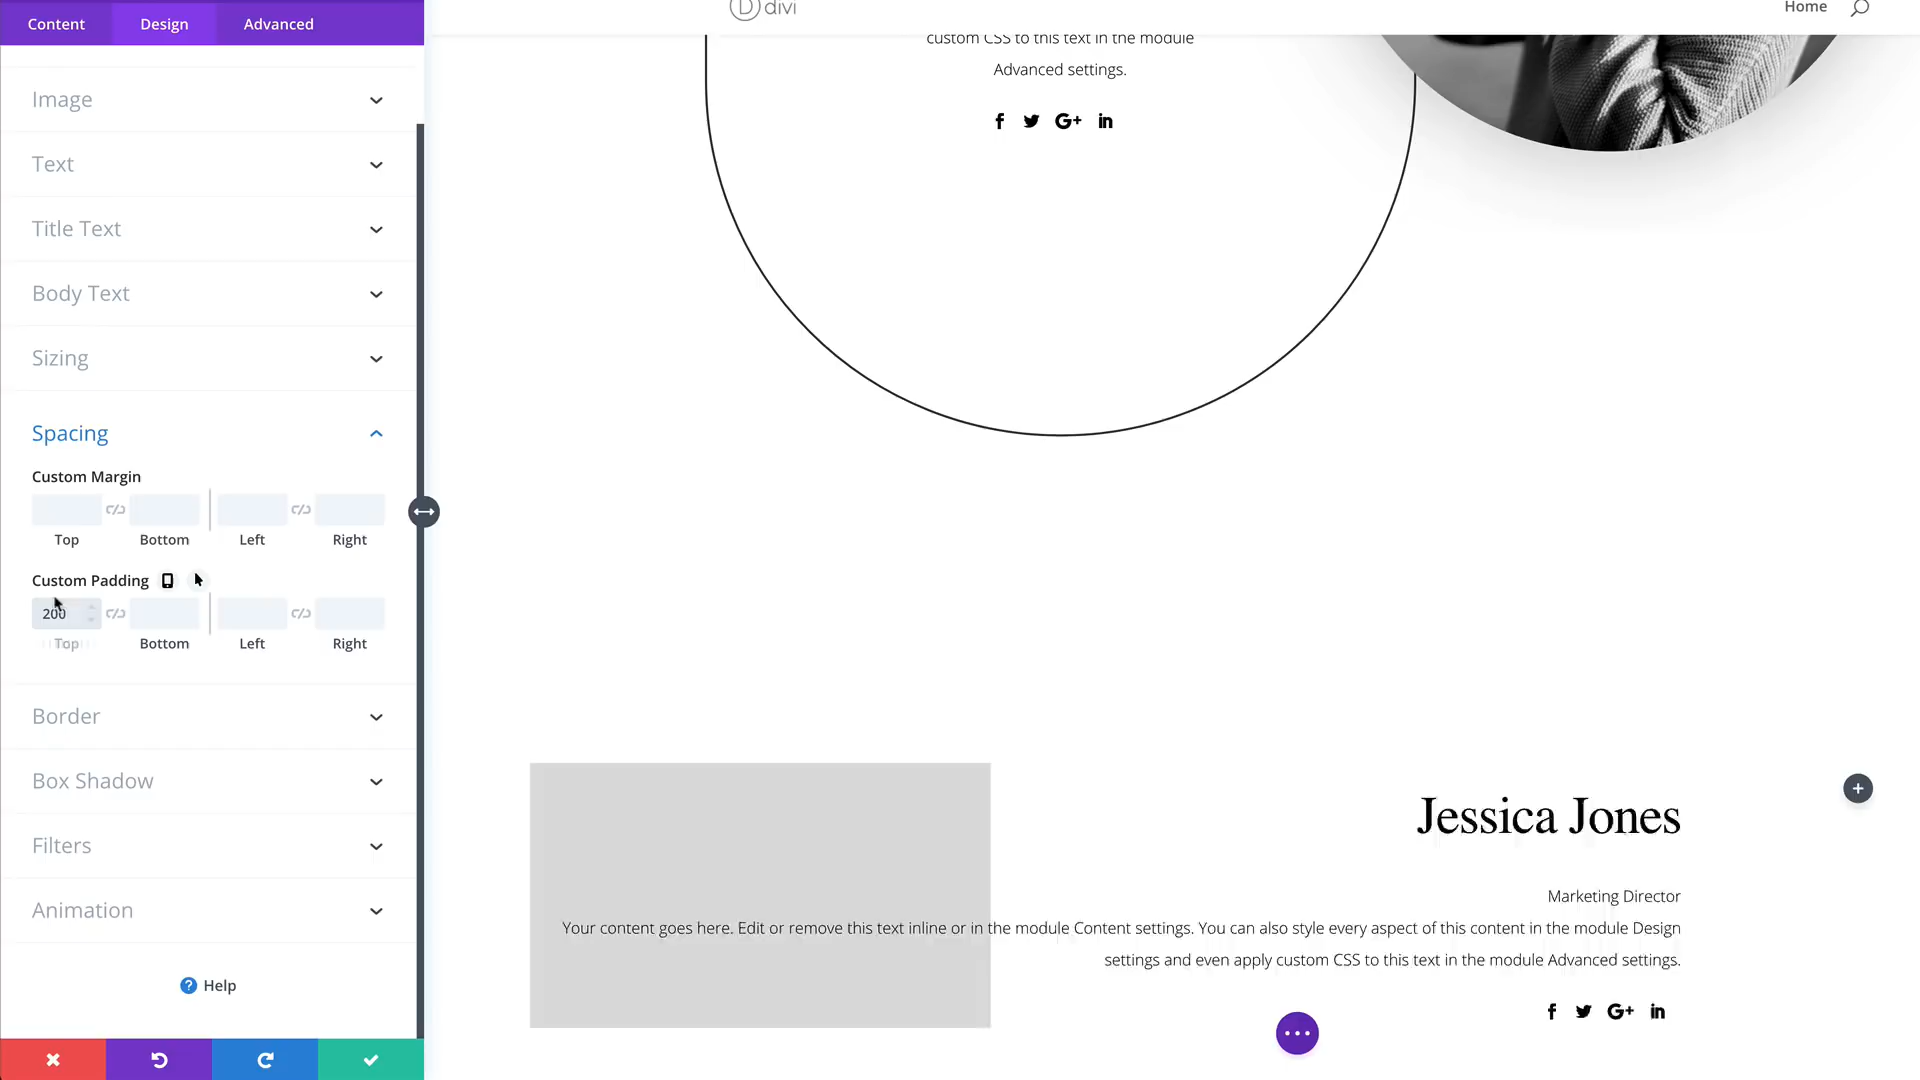 Content Design Advanced
Image
Text
Title Text
Body Text
Sizing
Spacing
Custom Margin
Top Bottom Left Right
Custom Padding
200
Top Bottom Left Right
Border
Box Shadow
Filters
Animation
? Help
D divi
Home
custom CSS to this text in the module
Advanced settings.
f G+ in
Jessica Jones
Marketing Director
Your content goes here. Edit or remove this text inline or in the module Content settings. You can also style every aspect of this content in the module Design
settings and even apply custom CSS to this text in the module Advanced settings.
f G+ in